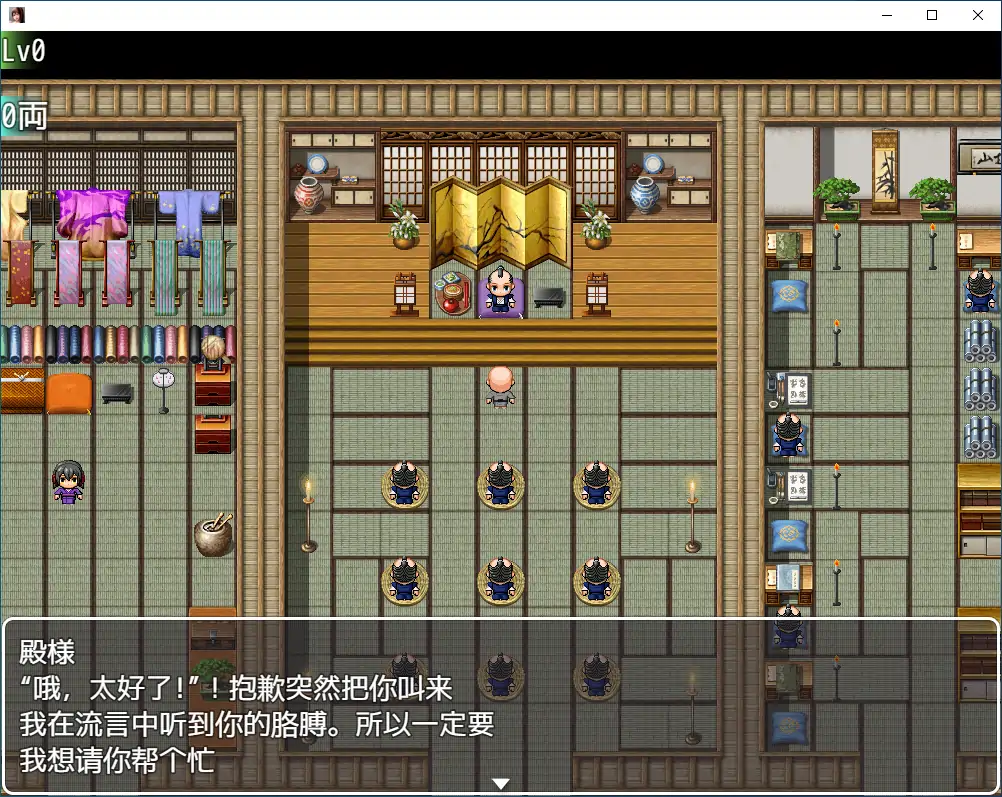 Lv0
0両
殿様
“哦，太好了！”！抱歉突然把你叫来
我在流言中听到你的胳膊。所以一定要
我想请你帮个忙